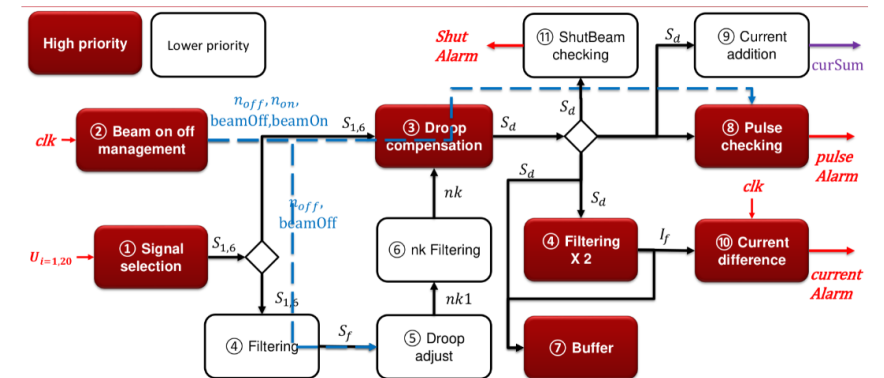 High priority
Lower priority
Shut
Alarm
⑪ ShutBeam
checking
S_d
⑨ Current
addition
curSum
n_off, n_on,
beamOff,beamOn
S_1,6
S_d
clk
② Beam on off
management
③ Droop
compensation
S_d
⑧ Pulse
checking
pulse
Alarm
S_d
nk
n_off,
beamOff
S_d
clk
U_i=1,20
① Signal
selection
S_1,6
⑥ nk Filtering
④ Filtering
X 2
I_f
⑩ Current
difference
current
Alarm
S_1,6
nk1
④ Filtering
S_f
⑤ Droop
adjust
⑦ Buffer